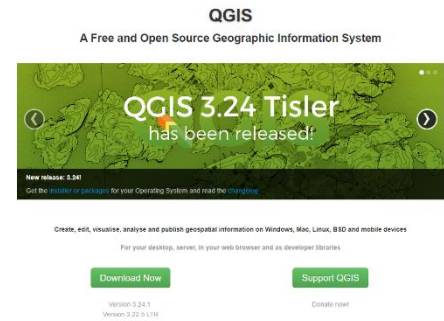 QGIS
A Free and Open Source Geographic Information System
QGIS 3.24 Tisler
has been released!
New release: 3.24!
Get the installer or packages for your Operating System and read the changelog
Create, edit, visualise, analyse and publish geospatial information on Windows, Mac, Linux, BSD and mobile devices
For your desktop, server, in your web browser and as developer libraries
Download Now Support QGIS
Version 3.24.1 Donate now!
Version 3.22.5 LTR